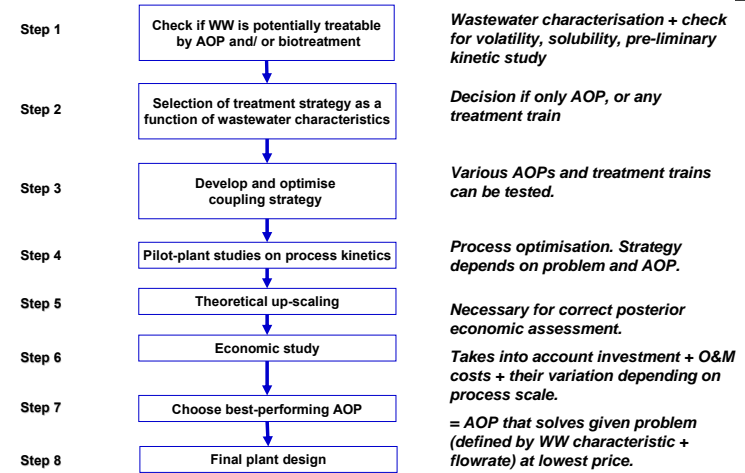 Step 1
Check if WW is potentially treatable
by AOP and/ or biotreatment
Wastewater characterisation + check
for volatility, solubility, pre-liminary
kinetic study
Step 2
Selection of treatment strategy as a
function of wastewater characteristics
Decision if only AOP, or any
treatment train
Step 3
Develop and optimise
coupling strategy
Various AOPs and treatment trains
can be tested.
Step 4
Pilot-plant studies on process kinetics
Process optimisation. Strategy
depends on problem and AOP.
Step 5
Theoretical up-scaling
Necessary for correct posterior
economic assessment.
Step 6
Economic study
Takes into account investment + O&M
costs + their variation depending on
process scale.
Step 7
Choose best-performing AOP
= AOP that solves given problem
(defined by WW characteristic +
flowrate) at lowest price.
Step 8
Final plant design